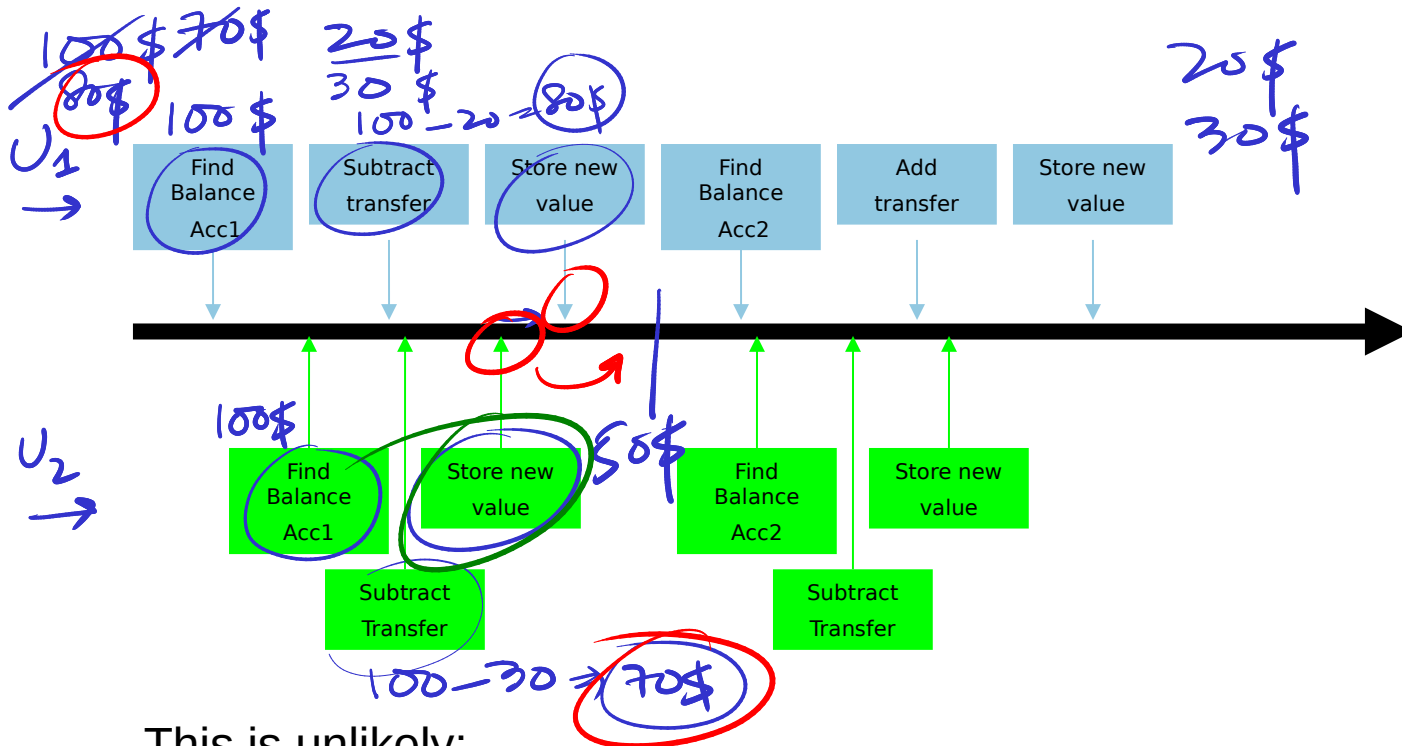 100 $ 70$
80$
100 $
20$
30 $
100 - 20 = 80$
20 $
30 $
U1
Find
Balance
Acc1
Subtract
transfer
Store new
value
Find
Balance
Acc2
Add
transfer
Store new
value
U2
100$
Find
Balance
Acc1
Store new
value
50$
Find
Balance
Acc2
Store new
value
Subtract
Transfer
Subtract
Transfer
100 - 30 → 70$
This is unlikely: